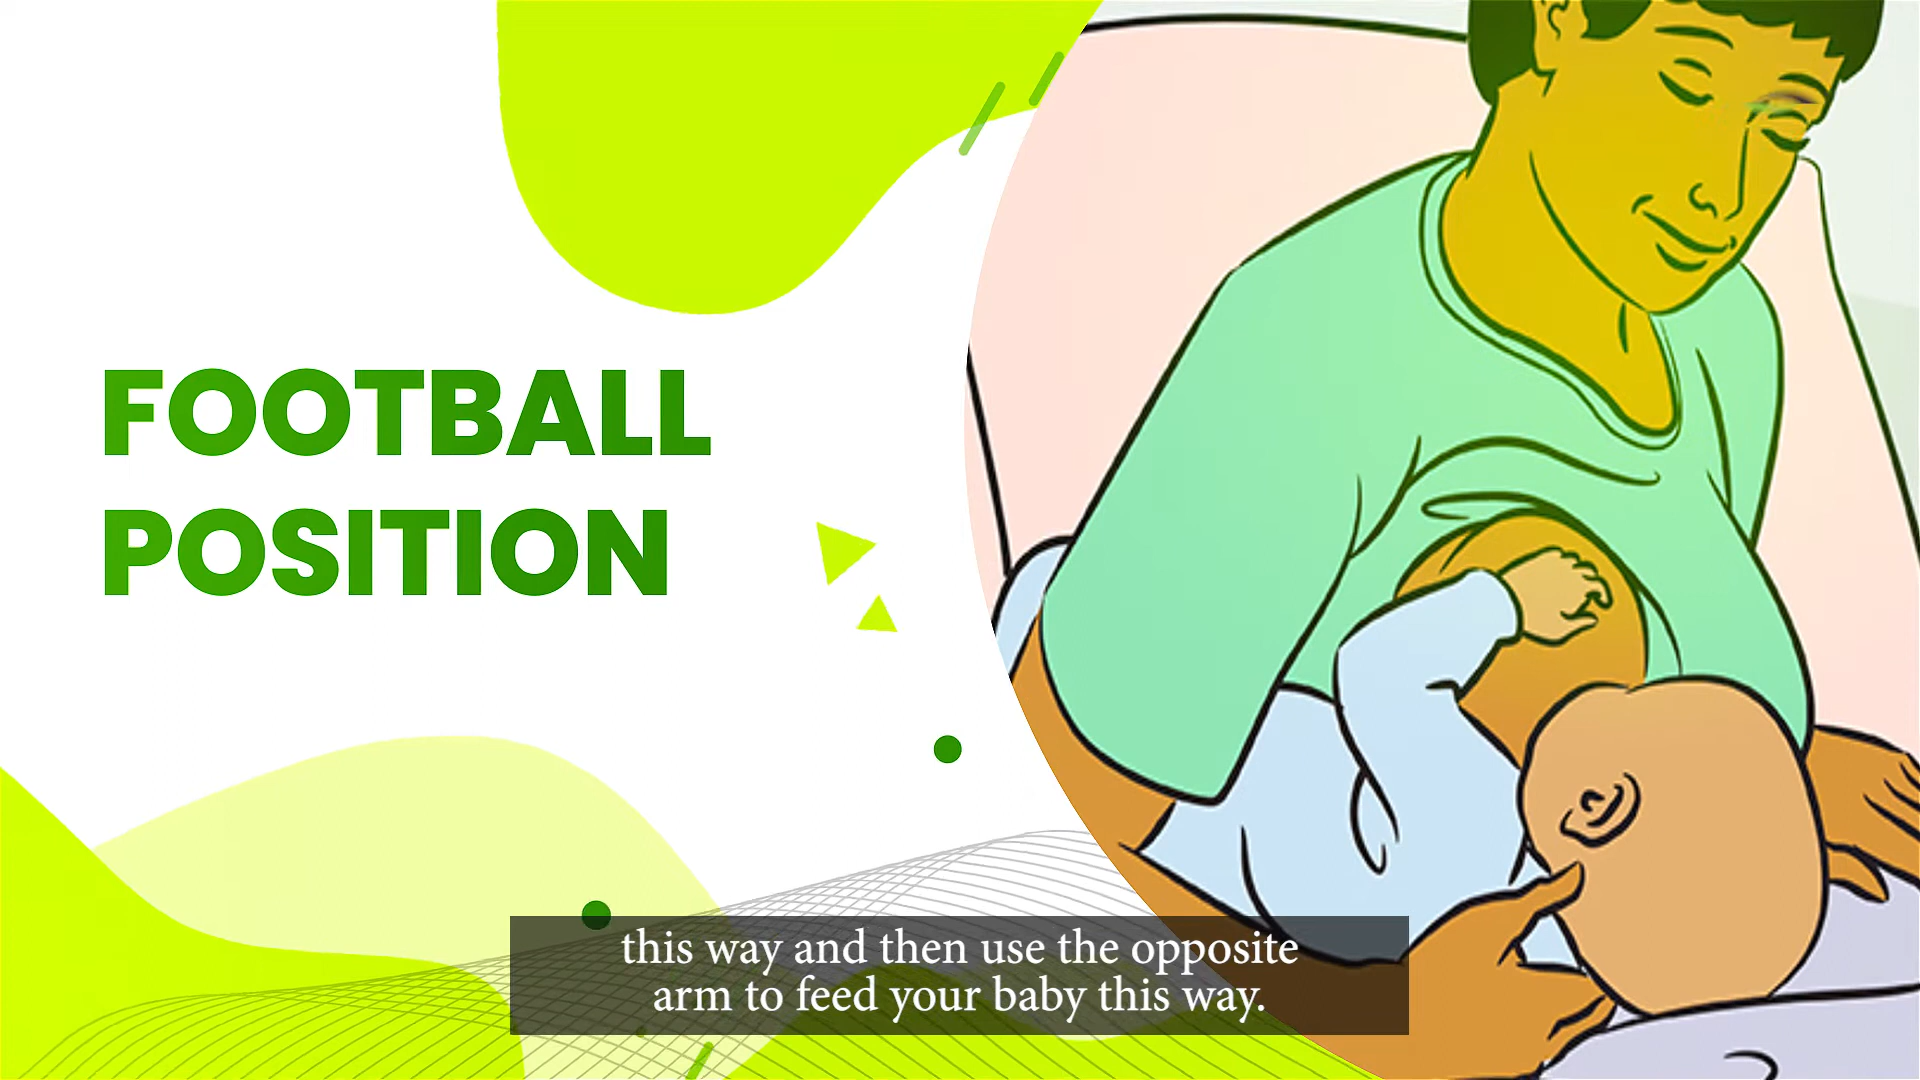 FOOTBALL
POSITION
this way and then use the opposite
arm to feed your baby this way.